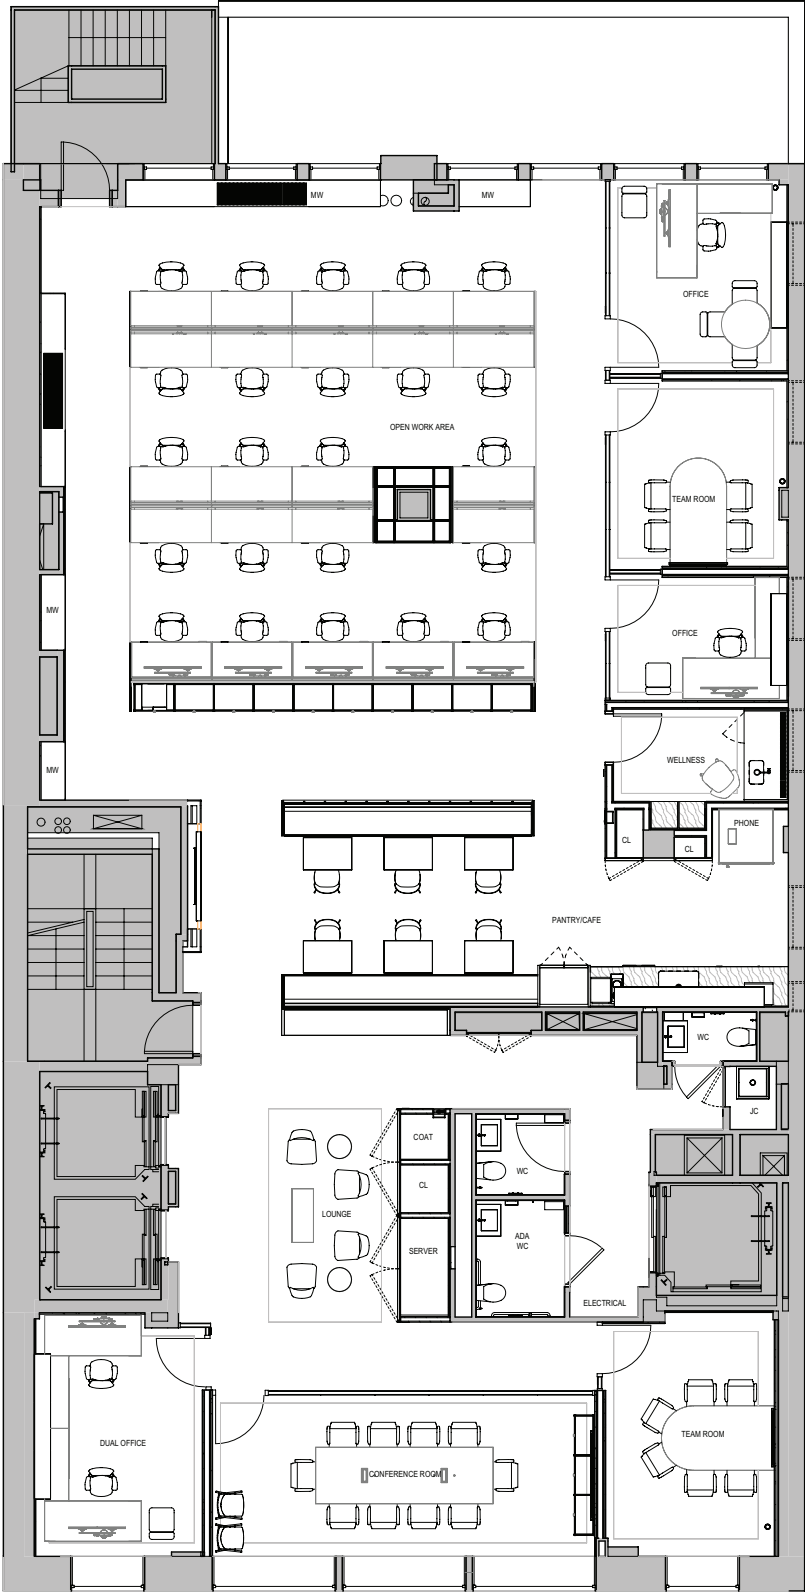 MW
MW
OFFICE
OPEN WORK AREA
TEAM ROOM
MW
OFFICE
MW
WELLNESS
PHONE
CL
CL
PANTRY/CAFE
WC
JC
COAT
WC
CL
LOUNGE
ADA
WC
SERVER
ELECTRICAL
DUAL OFFICE
CONFERENCE ROOM
TEAM ROOM